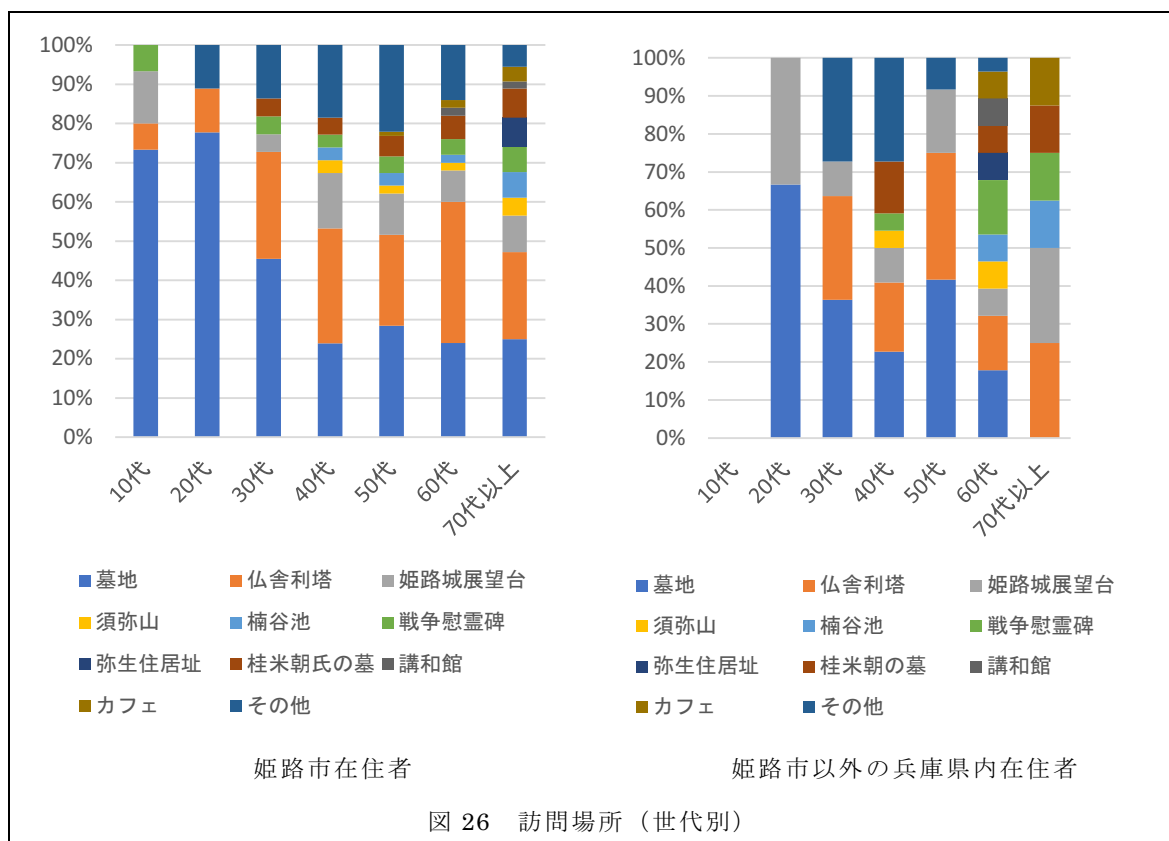 100%
90%
80%
70%
60%
50%
40%
30%
20%
10%
0%
10代
20代
30代
40代
50代
60代
70代以上
墓地 仏舎利塔 姫路城展望台
須弥山 楠谷池 戦争慰霊碑
弥生住居址 桂米朝氏の墓 講和館
カフェ その他
姫路市在住者
100%
90%
80%
70%
60%
50%
40%
30%
20%
10%
0%
10代
20代
30代
40代
50代
60代
70代以上
墓地 仏舎利塔 姫路城展望台
須弥山 楠谷池 戦争慰霊碑
弥生住居址 桂米朝の墓 講和館
カフェ その他
姫路市以外の兵庫県内在住者
図 26 訪問場所（世代別）